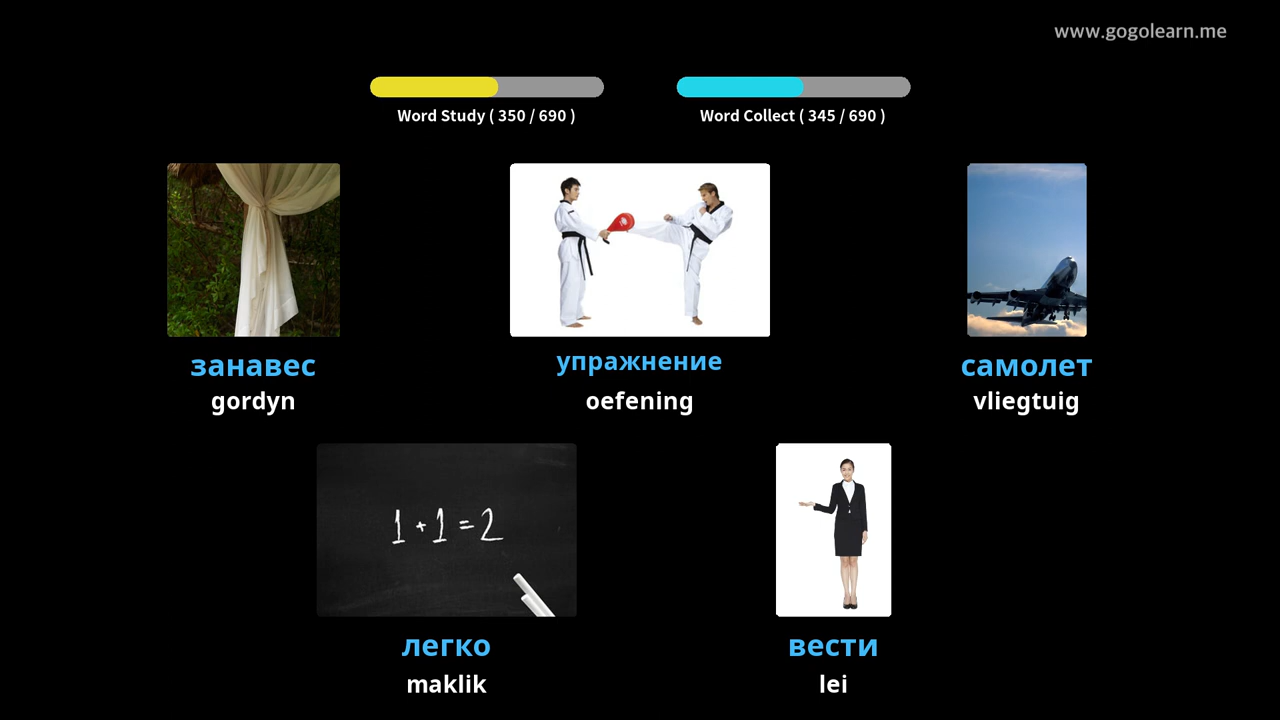 www.gogolearn.me
Word Study ( 350 / 690 )
Word Collect ( 345 / 690 )
занавес
gordyn
упражнение
oefening
самолет
vliegtuig
1 + 1 = 2
легко
maklik
вести
lei